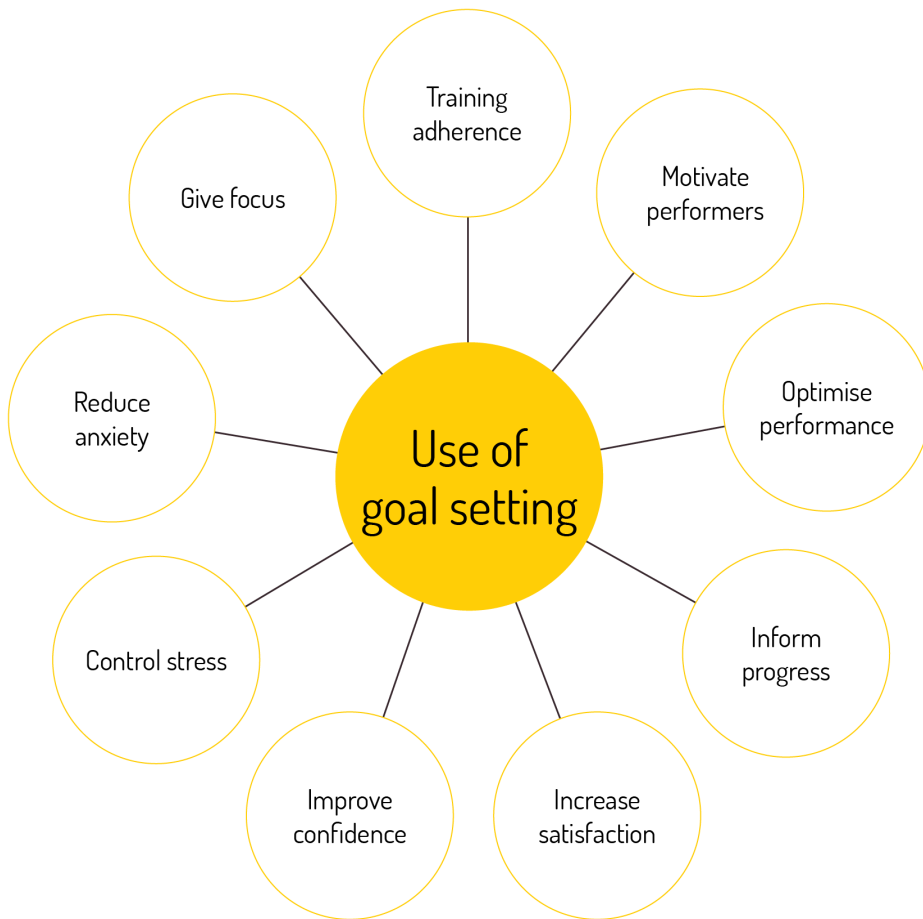 Training
adherence
Motivate
performers
Optimise
performance
Inform
progress
Increase
satisfaction
Improve
confidence
Control stress
Reduce
anxiety
Give focus
Use of
goal setting